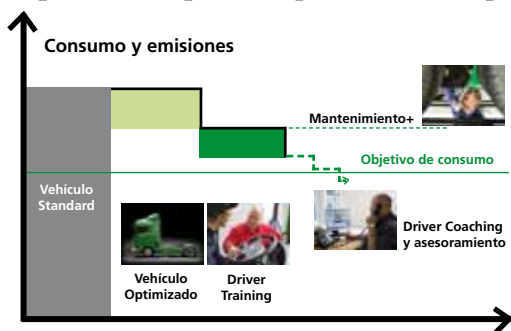 Consumo y emisiones
Mantenimiento+
Objetivo de consumo
Vehículo
Standard
Driver Coaching
y asesoramiento
Vehículo
Optimizado
Driver
Training